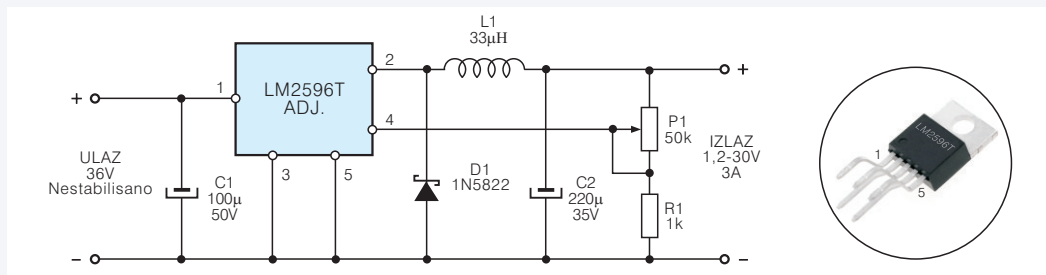 L1
33µH
2
LM2596T
ADJ.
1
+
+
4
P1
50k
IZLAZ
1,2-30V
3A
ULAZ
36V
Nestabilisano
C1
100µ
50V
3
5
D1
1N5822
C2
220µ
35V
R1
1k
–
–
LM2596T
1
5